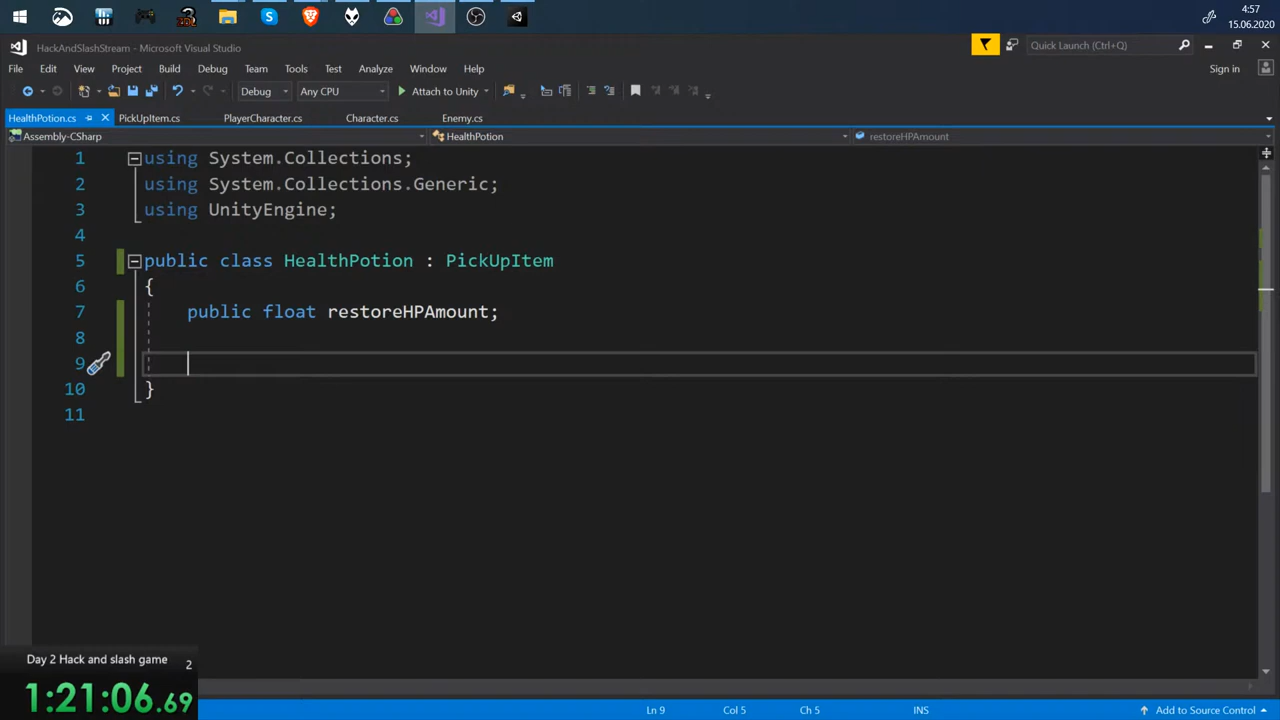 4:57
15.06.2020
HackAndSlashStream - Microsoft Visual Studio
Quick Launch (Ctrl+Q)
File Edit View Project Build Debug Team Tools Test Analyze Window Help
Sign in
Debug Any CPU Attach to Unity
HealthPotion.cs PickUpItem.cs PlayerCharacter.cs Character.cs Enemy.cs
Assembly-CSharp HealthPotion restoreHPAmount
1 using System.Collections;
2 using System.Collections.Generic;
3 using UnityEngine;
4
5 public class HealthPotion : PickUpItem
6 {
7 public float restoreHPAmount;
8
9
10 }
11
Day 2 Hack and slash game 2
1:21:06.69
Ln 9 Col 5 Ch 5 INS Add to Source Control